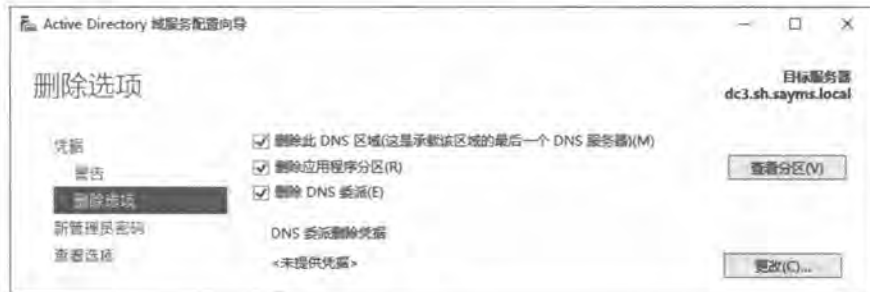 Active Directory 域服务配置向导
删除选项
目标服务器
dc3.sh.sayms.local
凭据
警告
删除选项
新管理员密码
查看选项
删除此 DNS 区域(这是承载该区域的最后一个 DNS 服务器)(M)
删除应用程序分区(R)
查看分区(V)
删除 DNS 委派(E)
DNS 委派删除凭据
<未提供凭据>
更改(C)...